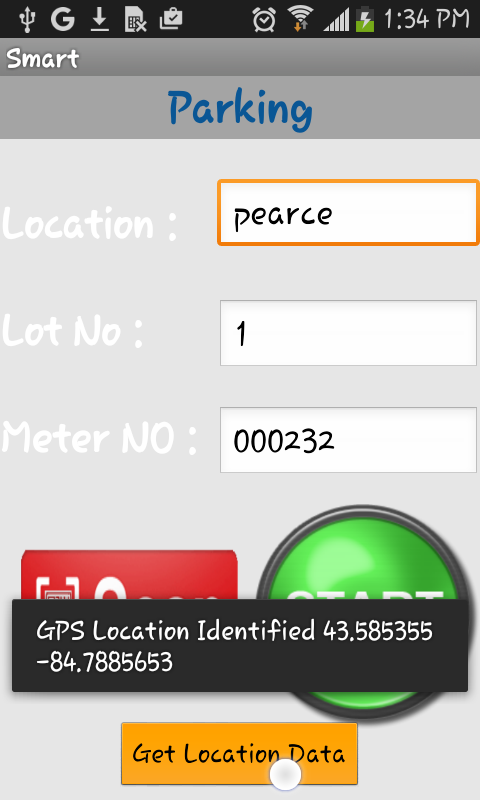 1:34 PM
Smart
Parking
Location : pearce
Lot No : 1
Meter NO : 000232
START
GPS Location Identified 43.585355
-84.7885653
Get Location Data